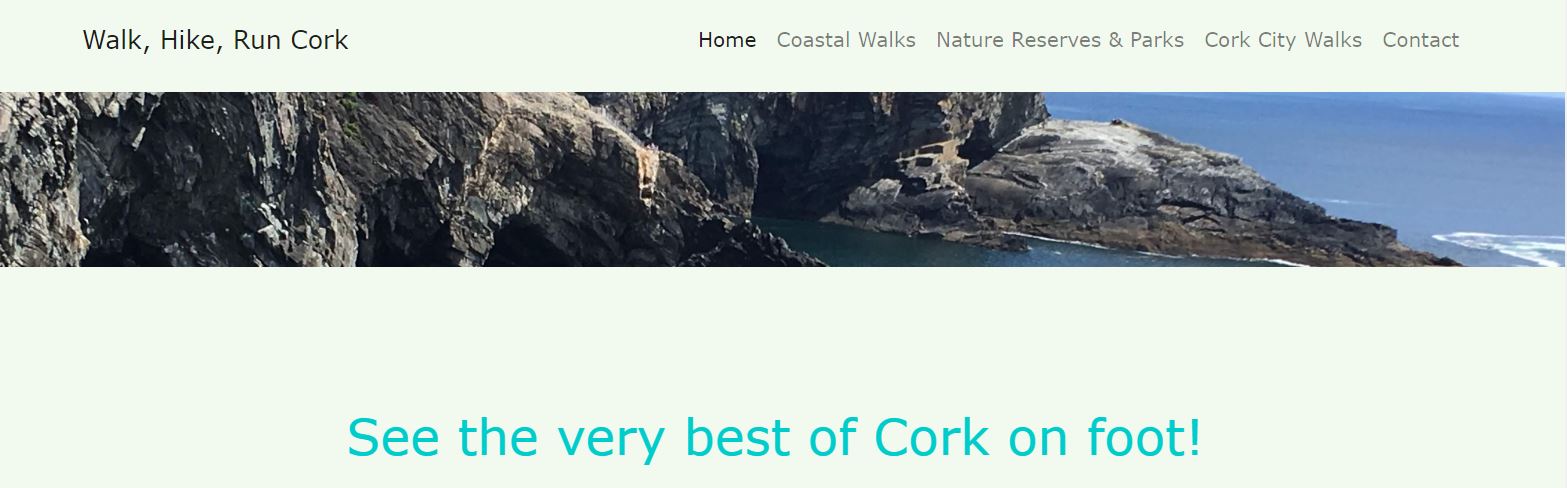 Walk, Hike, Run Cork
Home Coastal Walks Nature Reserves & Parks Cork City Walks Contact
See the very best of Cork on foot!